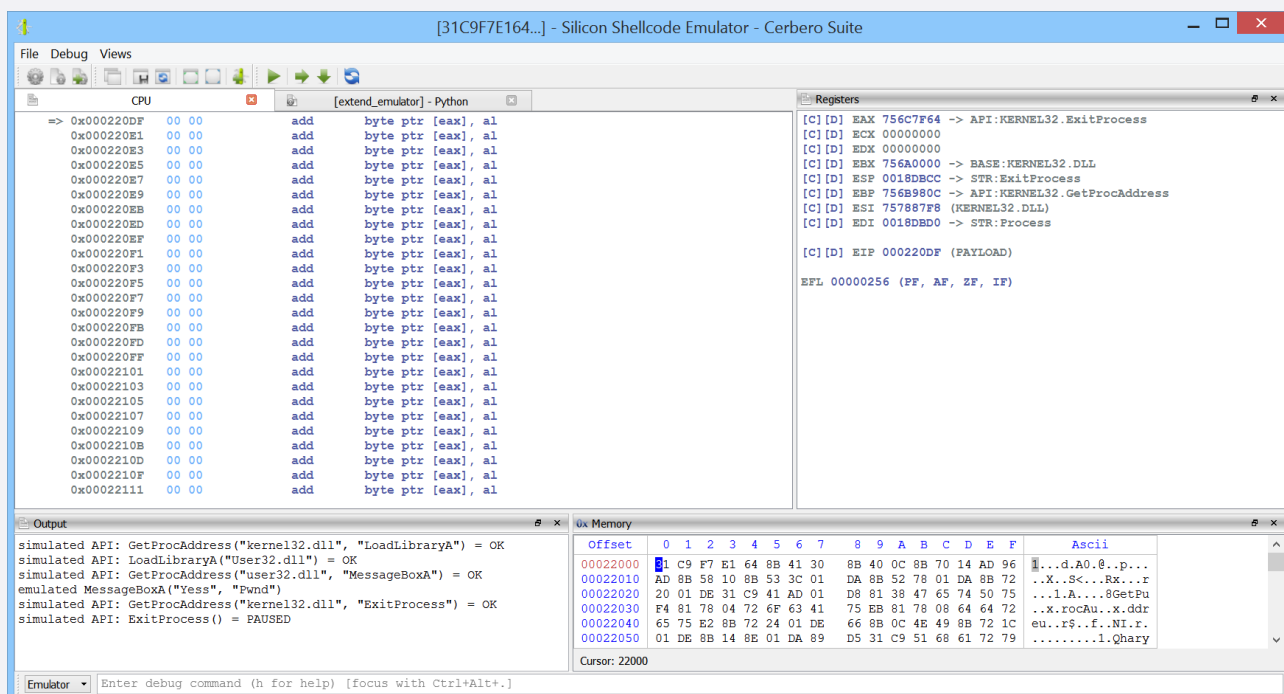 [31C9F7E164...] - Silicon Shellcode Emulator - Cerbero Suite
File Debug Views
CPU
[extend_emulator] - Python
=> 0x000220DF 00 00 add byte ptr [eax], al
0x000220E1 00 00 add byte ptr [eax], al
0x000220E3 00 00 add byte ptr [eax], al
0x000220E5 00 00 add byte ptr [eax], al
0x000220E7 00 00 add byte ptr [eax], al
0x000220E9 00 00 add byte ptr [eax], al
0x000220EB 00 00 add byte ptr [eax], al
0x000220ED 00 00 add byte ptr [eax], al
0x000220EF 00 00 add byte ptr [eax], al
0x000220F1 00 00 add byte ptr [eax], al
0x000220F3 00 00 add byte ptr [eax], al
0x000220F5 00 00 add byte ptr [eax], al
0x000220F7 00 00 add byte ptr [eax], al
0x000220F9 00 00 add byte ptr [eax], al
0x000220FB 00 00 add byte ptr [eax], al
0x000220FD 00 00 add byte ptr [eax], al
0x000220FF 00 00 add byte ptr [eax], al
0x00022101 00 00 add byte ptr [eax], al
0x00022103 00 00 add byte ptr [eax], al
0x00022105 00 00 add byte ptr [eax], al
0x00022107 00 00 add byte ptr [eax], al
0x00022109 00 00 add byte ptr [eax], al
0x0002210B 00 00 add byte ptr [eax], al
0x0002210D 00 00 add byte ptr [eax], al
0x0002210F 00 00 add byte ptr [eax], al
0x00022111 00 00 add byte ptr [eax], al
Registers
[C][D] EAX 756C7F64 -> API:KERNEL32.ExitProcess
[C][D] ECX 00000000
[C][D] EDX 00000000
[C][D] EBX 756A0000 -> BASE:KERNEL32.DLL
[C][D] ESP 0018DBCC -> STR:ExitProcess
[C][D] EBP 756B980C -> API:KERNEL32.GetProcAddress
[C][D] ESI 757887F8 (KERNEL32.DLL)
[C][D] EDI 0018DBD0 -> STR:Process
[C][D] EIP 000220DF (PAYLOAD)
EFL 00000256 (PF, AF, ZF, IF)
Output
simulated API: GetProcAddress("kernel32.dll", "LoadLibraryA") = OK
simulated API: LoadLibraryA("User32.dll") = OK
simulated API: GetProcAddress("user32.dll", "MessageBoxA") = OK
emulated MessageBoxA("Yess", "Pwnd")
simulated API: GetProcAddress("kernel32.dll", "ExitProcess") = OK
simulated API: ExitProcess() = PAUSED
0x Memory
Offset 0 1 2 3 4 5 6 7 8 9 A B C D E F Ascii
00022000 31 C9 F7 E1 64 8B 41 30 8B 40 0C 8B 70 14 AD 96 1...d.A0.@..p...
00022010 AD 8B 58 10 8B 53 3C 01 DA 8B 52 78 01 DA 8B 72 ..X..S<...Rx...r
00022020 20 01 DE 31 C9 41 AD 01 D8 81 38 47 65 74 50 75 ...1.A....8GetPu
00022030 F4 81 78 04 72 6F 63 41 75 EB 81 78 08 64 64 72 ..x.rocAu..x.ddr
00022040 65 75 E2 8B 72 24 01 DE 66 8B 0C 4E 49 8B 72 1C eu..r$..f..NI.r.
00022050 01 DE 8B 14 8E 01 DA 89 D5 31 C9 51 68 61 72 79 .........1.Qhary
Cursor: 22000
Emulator Enter debug command (h for help) [focus with Ctrl+Alt+.]